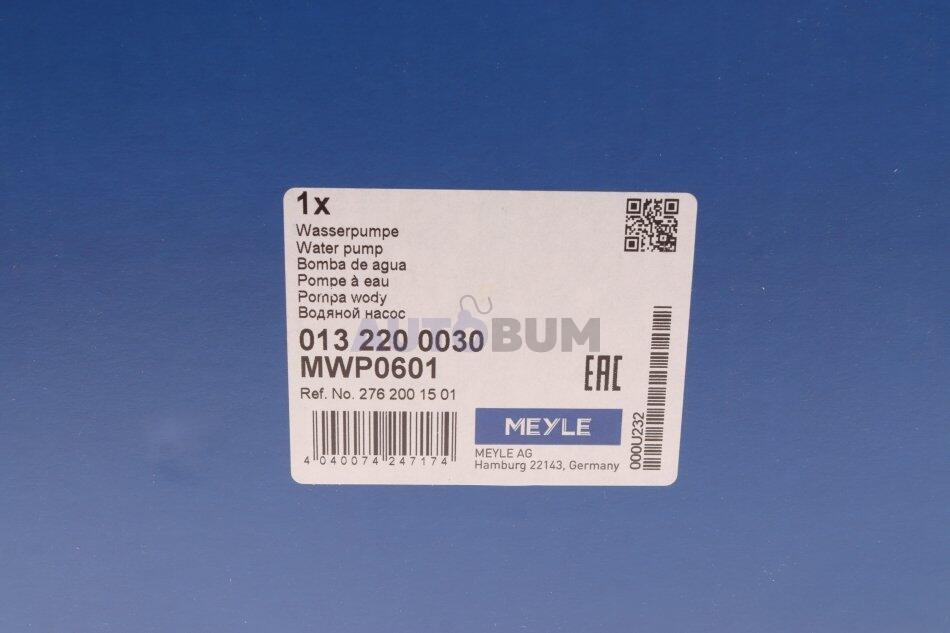 1x
Wasserpumpe
Water pump
Bomba de agua
Pompe à eau
Pompa wody
Водяной насос
AUTOBUM
013 220 0030
MWP0601
EAC
Ref. No. 276 200 15 01
MEYLE
MEYLE AG
Hamburg 22143, Germany
4 040074 247174
000U232